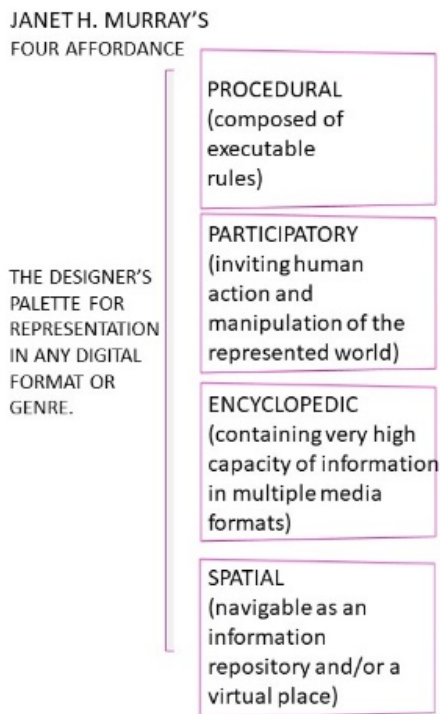 JANET H. MURRAY'S
FOUR AFFORDANCE
THE DESIGNER'S
PALETTE FOR
REPRESENTATION
IN ANY DIGITAL
FORMAT OR
GENRE.
PROCEDURAL
(composed of
executable
rules)
PARTICIPATORY
(inviting human
action and
manipulation of the
represented world)
ENCYCLOPEDIC
(containing very high
capacity of information
in multiple media
formats)
SPATIAL
(navigable as an
information
repository and/or a
virtual place)